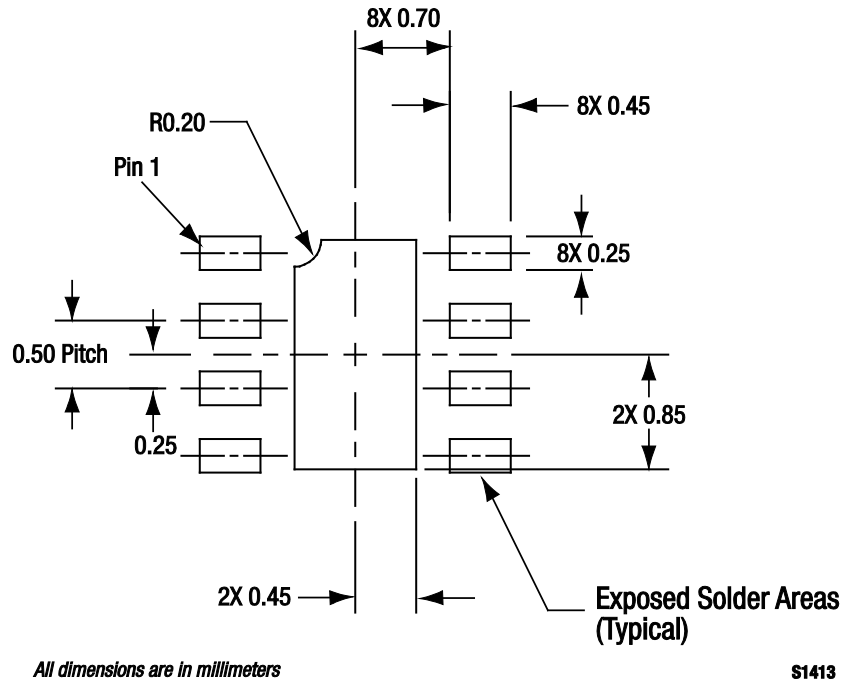 8X 0.70
8X 0.45
R0.20
Pin 1
8X 0.25
0.50 Pitch
2X 0.85
0.25
2X 0.45
Exposed Solder Areas
(Typical)
All dimensions are in millimeters
S1413